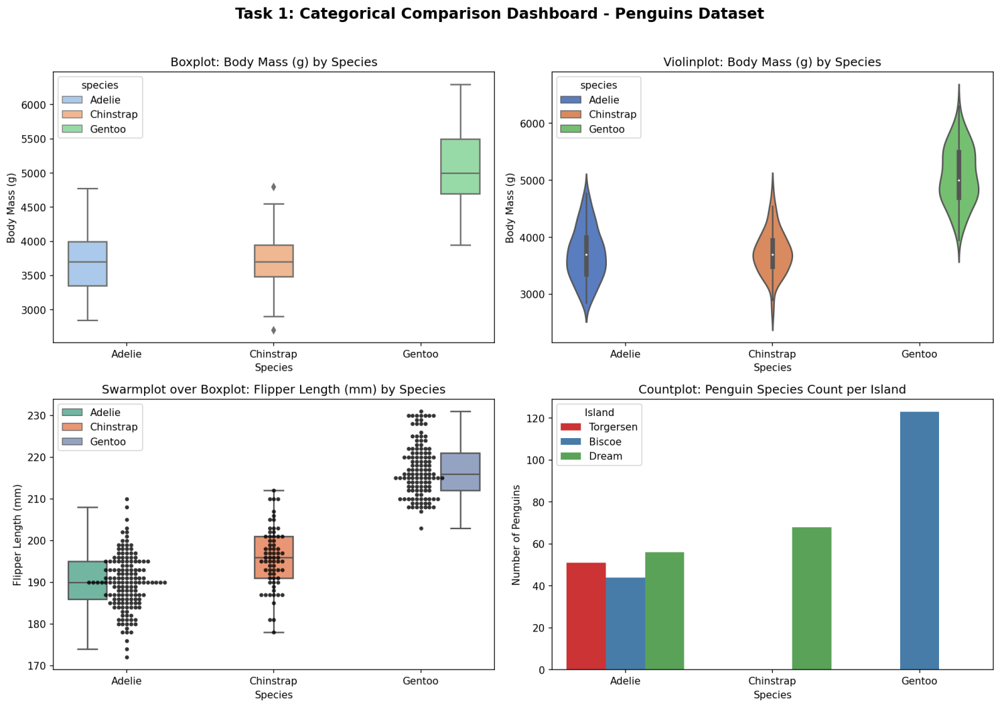 Task 1: Categorical Comparison Dashboard - Penguins Dataset
Boxplot: Body Mass (g) by Species
species
Adelie
Chinstrap
Gentoo
Body Mass (g)
6000
5500
5000
4500
4000
3500
3000
Adelie Chinstrap Gentoo
Species
Violinplot: Body Mass (g) by Species
species
Adelie
Chinstrap
Gentoo
Body Mass (g)
6000
5000
4000
3000
Adelie Chinstrap Gentoo
Species
Swarmplot over Boxplot: Flipper Length (mm) by Species
Adelie
Chinstrap
Gentoo
Flipper Length (mm)
230
220
210
200
190
180
170
Adelie Chinstrap Gentoo
Species
Countplot: Penguin Species Count per Island
Island
Torgersen
Biscoe
Dream
Number of Penguins
120
100
80
60
40
20
0
Adelie Chinstrap Gentoo
Species